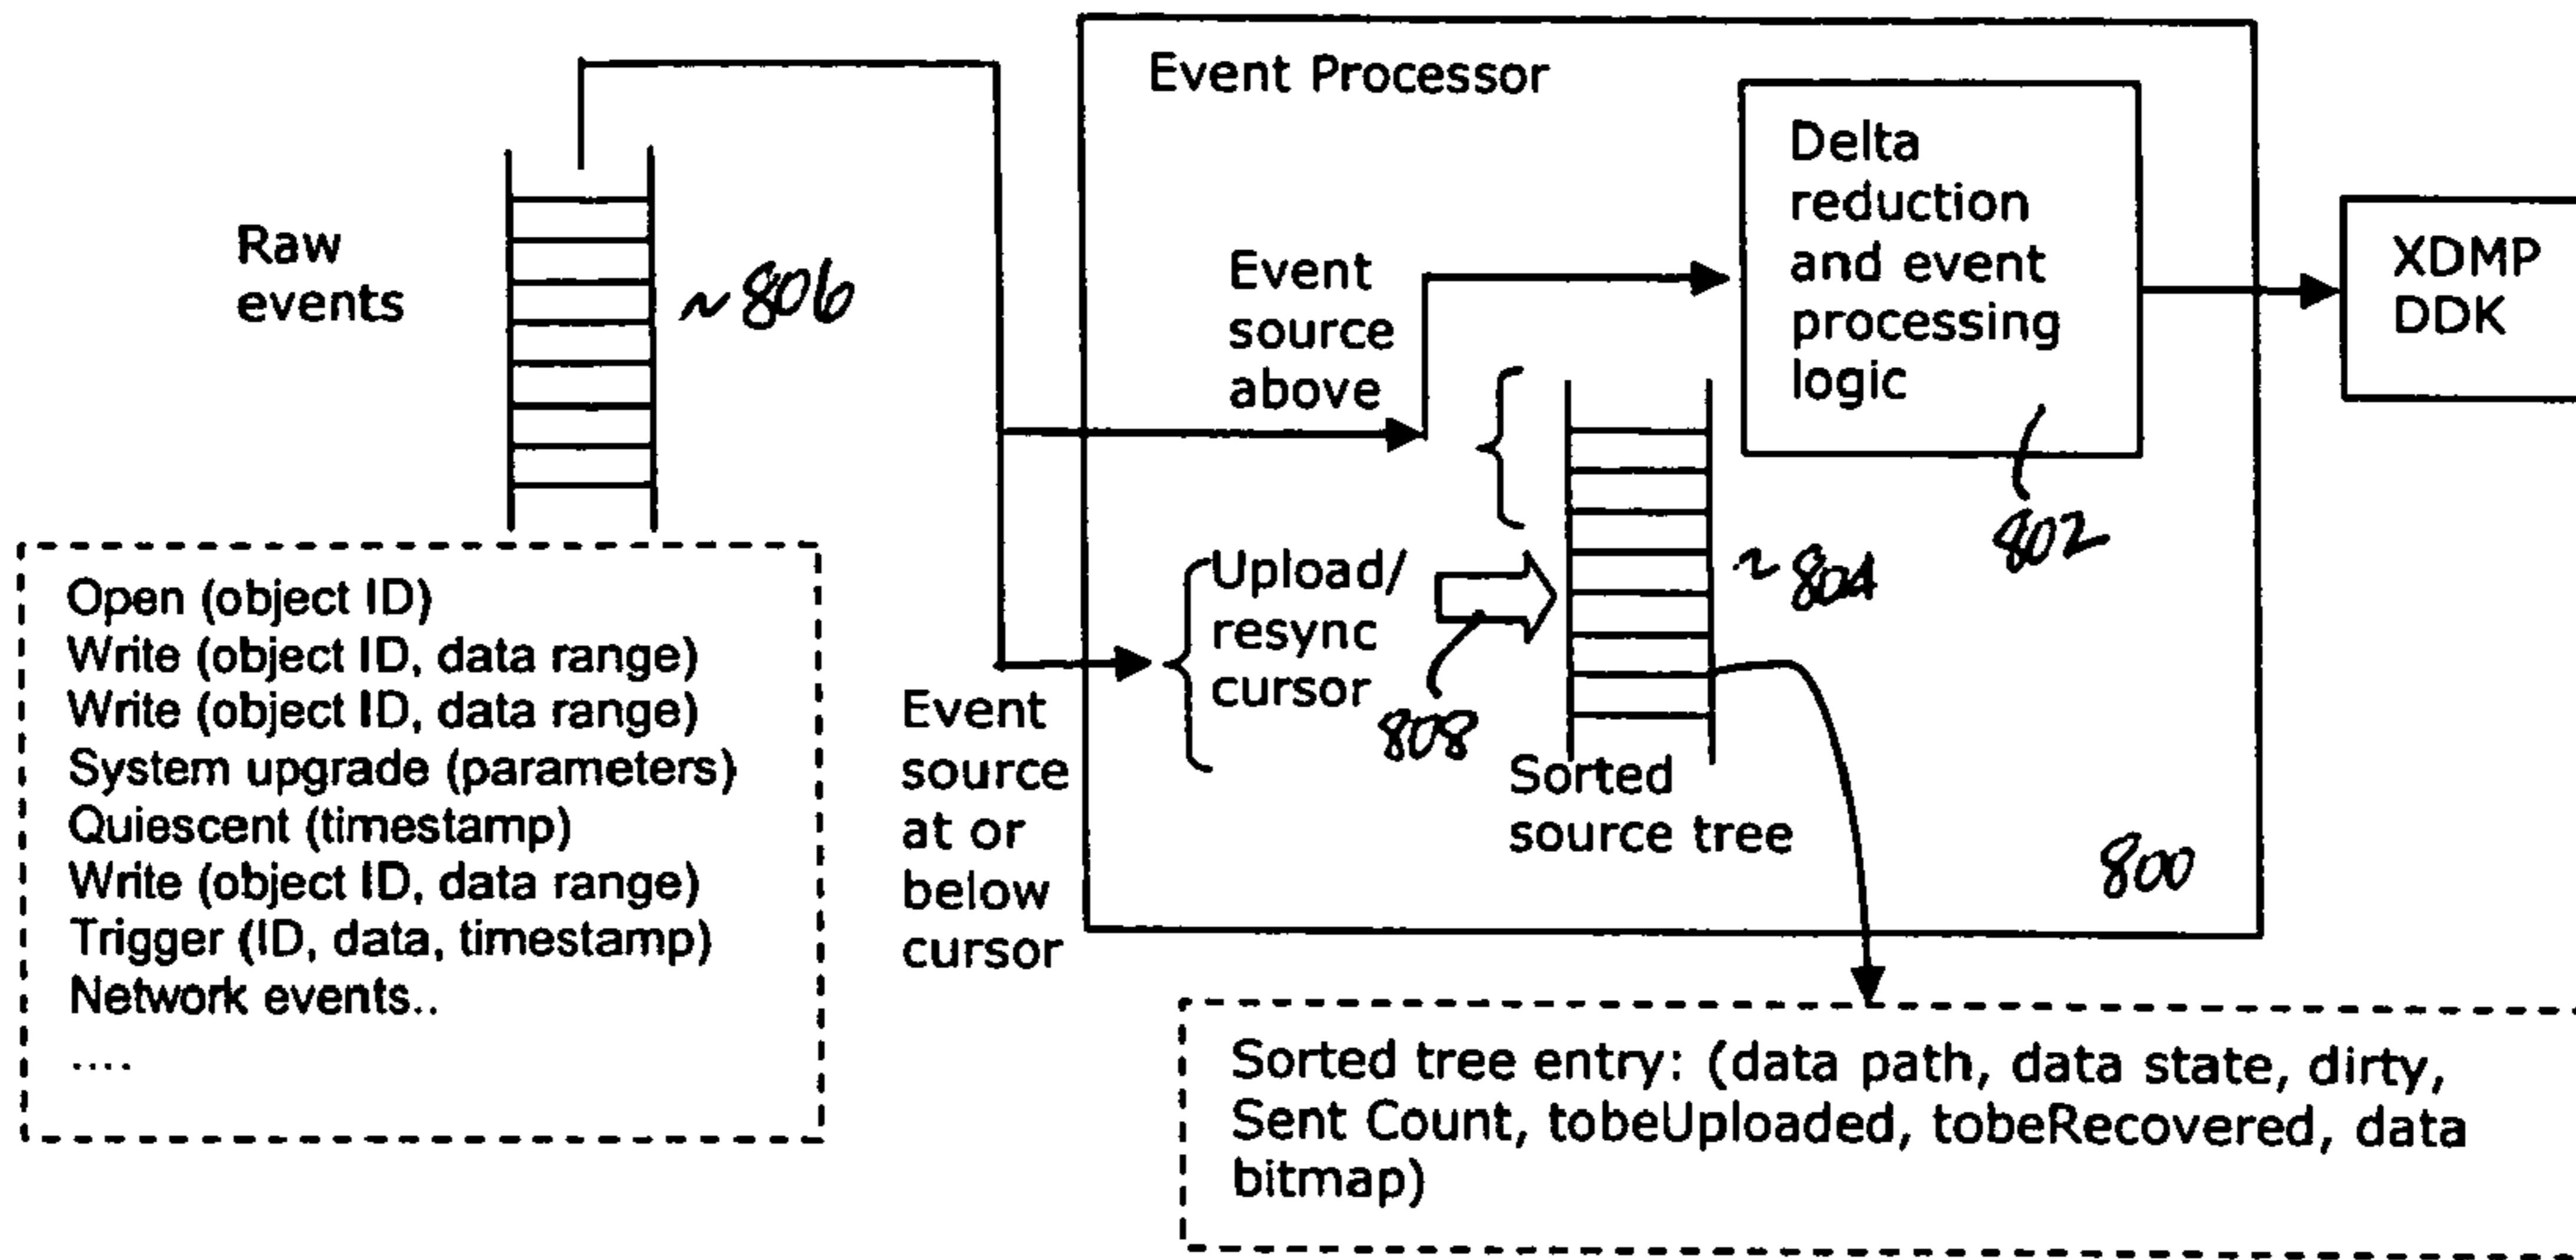 Event Processor
Raw
events
~806
Delta
reduction
and event
processing
logic
802
XDMP
DDK
Event
source
above
Upload/
resync
cursor
808
~804
Sorted
source tree
800
Event
source
at or
below
cursor
Open (object ID)
Write (object ID, data range)
Write (object ID, data range)
System upgrade (parameters)
Quiescent (timestamp)
Write (object ID, data range)
Trigger (ID, data, timestamp)
Network events..
....
Sorted tree entry: (data path, data state, dirty,
Sent Count, tobeUploaded, tobeRecovered, data
bitmap)